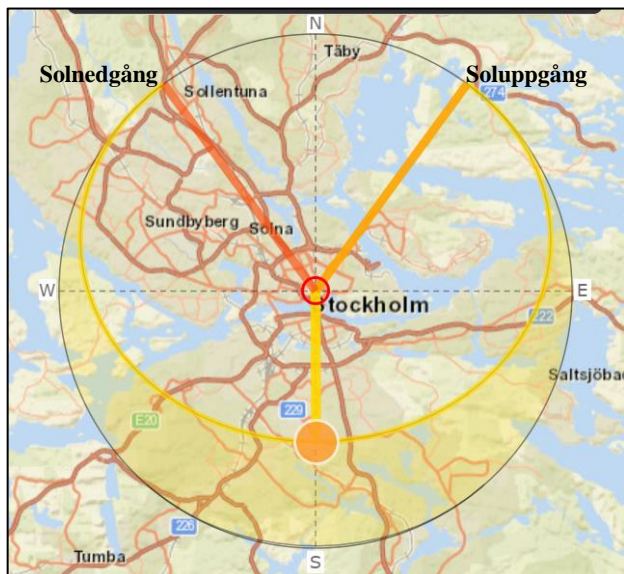 N
Täby
Solnedgång
Soluppgång
Sollentuna
274
Sundbyberg
Solna
W
E
Stockholm
222
Saltsjöbad
229
E20
226
Tumba
S